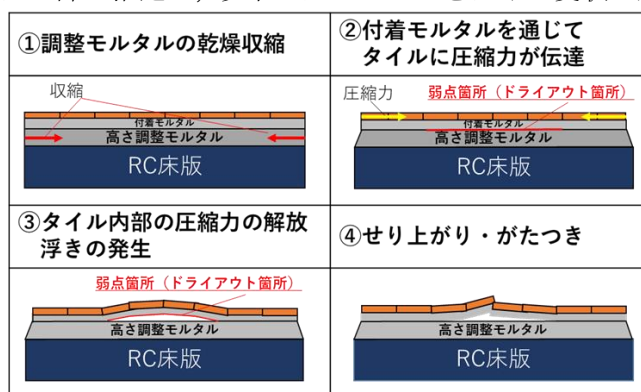 ①調整モルタルの乾燥収縮
収縮
付着モルタル
高さ調整モルタル
RC床版
②付着モルタルを通じて
タイルに圧縮力が伝達
圧縮力
弱点箇所（ドライアウト箇所）
付着モルタル
高さ調整モルタル
RC床版
③タイル内部の圧縮力の解放
浮きの発生
弱点箇所（ドライアウト箇所）
高さ調整モルタル
RC床版
④せり上がり・がたつき
高さ調整モルタル
RC床版